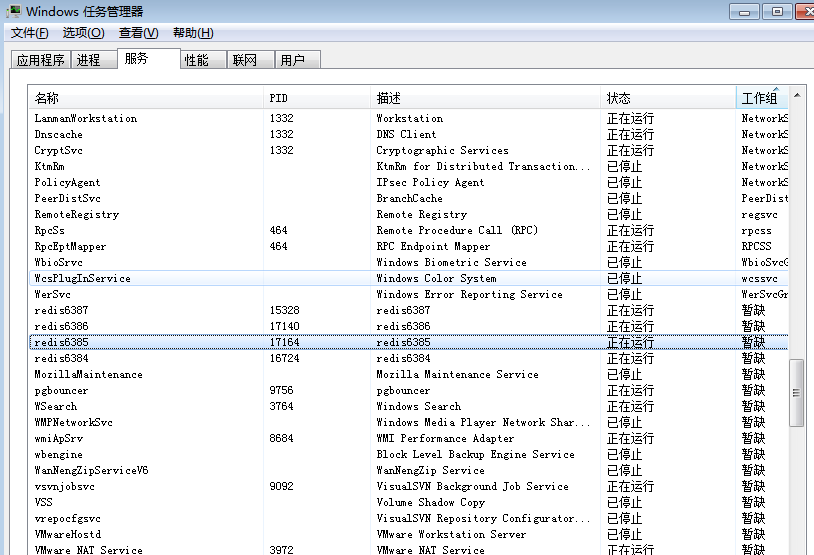 Windows 任务管理器
文件(F) 选项(O) 查看(V) 帮助(H)
应用程序 进程 服务 性能 联网 用户
名称 PID 描述 状态 工作组
LanmanWorkstation 1332 Workstation 正在运行 NetworkS
Dnscache 1332 DNS Client 正在运行 NetworkS
CryptSvc 1332 Cryptographic Services 正在运行 NetworkS
KtmRm KtmRm for Distributed Transaction... 已停止 NetworkS
PolicyAgent IPsec Policy Agent 已停止 NetworkS
PeerDistSvc BranchCache 已停止 PeerDist
RemoteRegistry Remote Registry 已停止 regsvc
RpcSs 464 Remote Procedure Call (RPC) 正在运行 rpcss
RpcEptMapper 464 RPC Endpoint Mapper 正在运行 RPCSS
WbioSrvc Windows Biometric Service 已停止 WbioSvcG
WcsPlugInService Windows Color System 已停止 wcssvc
WerSvc Windows Error Reporting Service 已停止 WerSvcGr
redis6387 15328 redis6387 正在运行 暂缺
redis6386 17140 redis6386 正在运行 暂缺
redis6385 17164 redis6385 正在运行 暂缺
redis6384 16724 redis6384 正在运行 暂缺
MozillaMaintenance Mozilla Maintenance Service 已停止 暂缺
pgbouncer 9756 pgbouncer 正在运行 暂缺
WSearch 3764 Windows Search 正在运行 暂缺
WMPNetworkSvc Windows Media Player Network Shar... 已停止 暂缺
wmiApSrv 8684 WMI Performance Adapter 正在运行 暂缺
wbengine Block Level Backup Engine Service 已停止 暂缺
WanNengZipServiceV6 WanNengZip Service 已停止 暂缺
vsvnjobsvc 9092 VisualSVN Background Job Service 正在运行 暂缺
VSS Volume Shadow Copy 已停止 暂缺
vrepocfgsvc VisualSVN Repository Configurator... 已停止 暂缺
VMwareHostd VMware Workstation Server 已停止 暂缺
VMware NAT Service 3972 VMware NAT Service 正在运行 暂缺